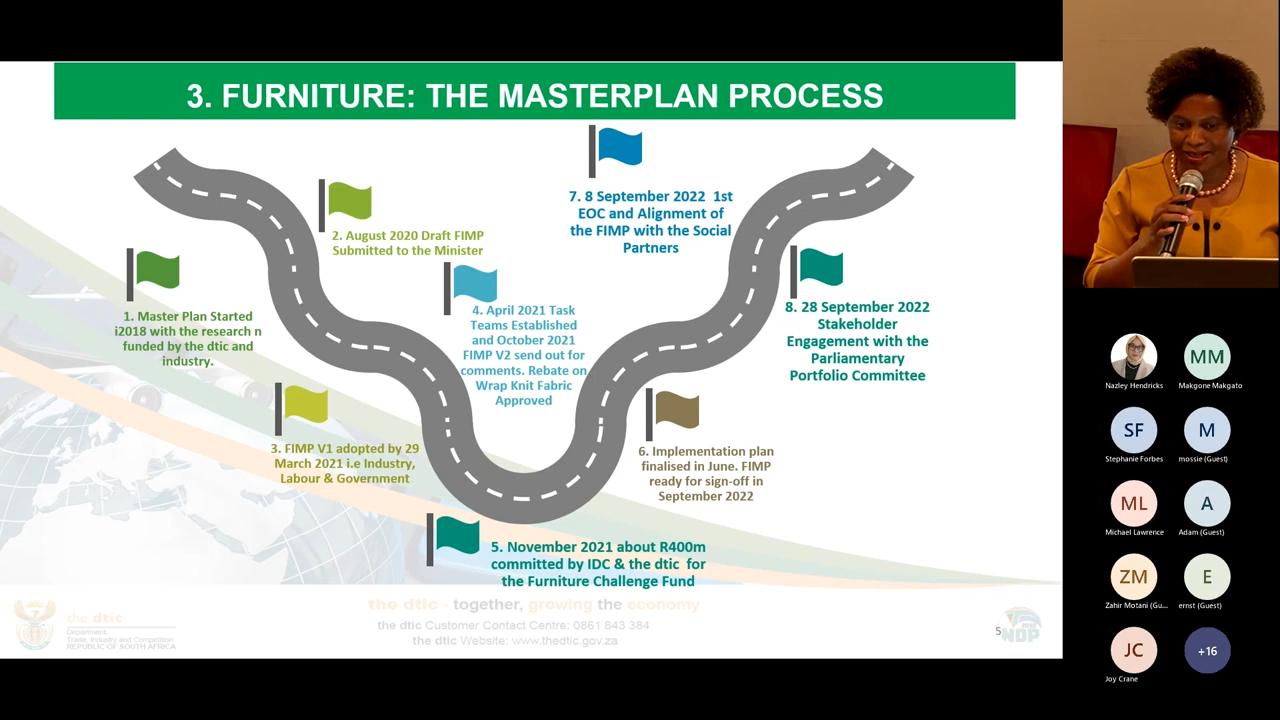 3. FURNITURE: THE MASTERPLAN PROCESS
1. Master Plan Started
i2018 with the research n
funded by the dtic and
industry.
2. August 2020 Draft FIMP
Submitted to the Minister
3. FIMP V1 adopted by 29
March 2021 i.e Industry,
Labour & Government
4. April 2021 Task
Teams Established
and October 2021
FIMP V2 send out for
comments. Rebate on
Wrap Knit Fabric
Approved
5. November 2021 about R400m
committed by IDC & the dtic for
the Furniture Challenge Fund
6. Implementation plan
finalised in June. FIMP
ready for sign-off in
September 2022
7. 8 September 2022 1st
EOC and Alignment of
the FIMP with the Social
Partners
8. 28 September 2022
Stakeholder
Engagement with the
Parliamentary
Portfolio Committee
the dtic
Department:
Trade, Industry and Competition
REPUBLIC OF SOUTH AFRICA
the dtic - together, growing the economy
the dtic Customer Contact Centre: 0861 843 384
the dtic Website: www.thedtic.gov.za
5
NDP
Nazley Hendricks
MM
Makgone Makgato
SF
Stephanie Forbes
M
mossie (Guest)
ML
Michael Lawrence
A
Adam (Guest)
ZM
Zahir Motani (Gu...
E
ernst (Guest)
JC
Joy Crane
+16